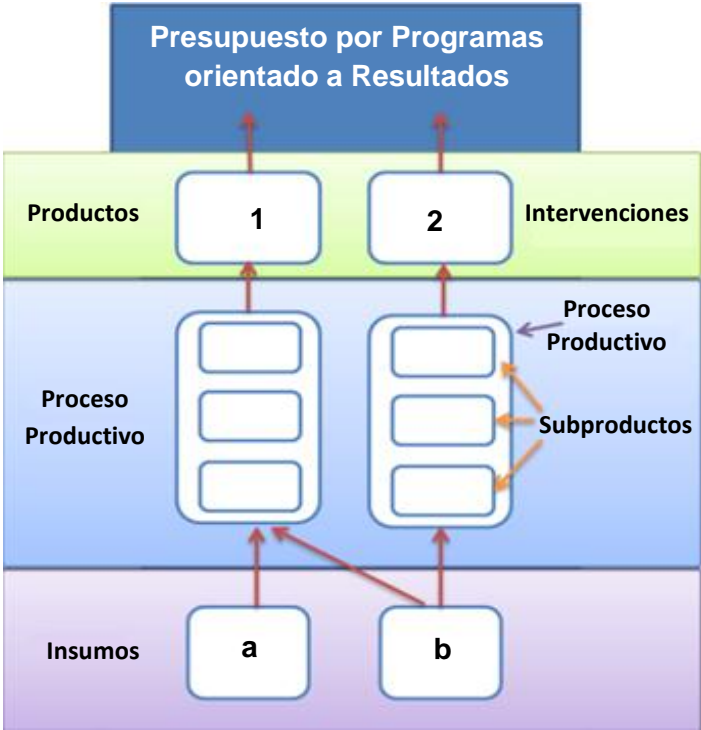 Presupuesto por Programas
orientado a Resultados
Productos
1
2
Intervenciones
Proceso
Productivo
Proceso
Productivo
Subproductos
Insumos
a
b